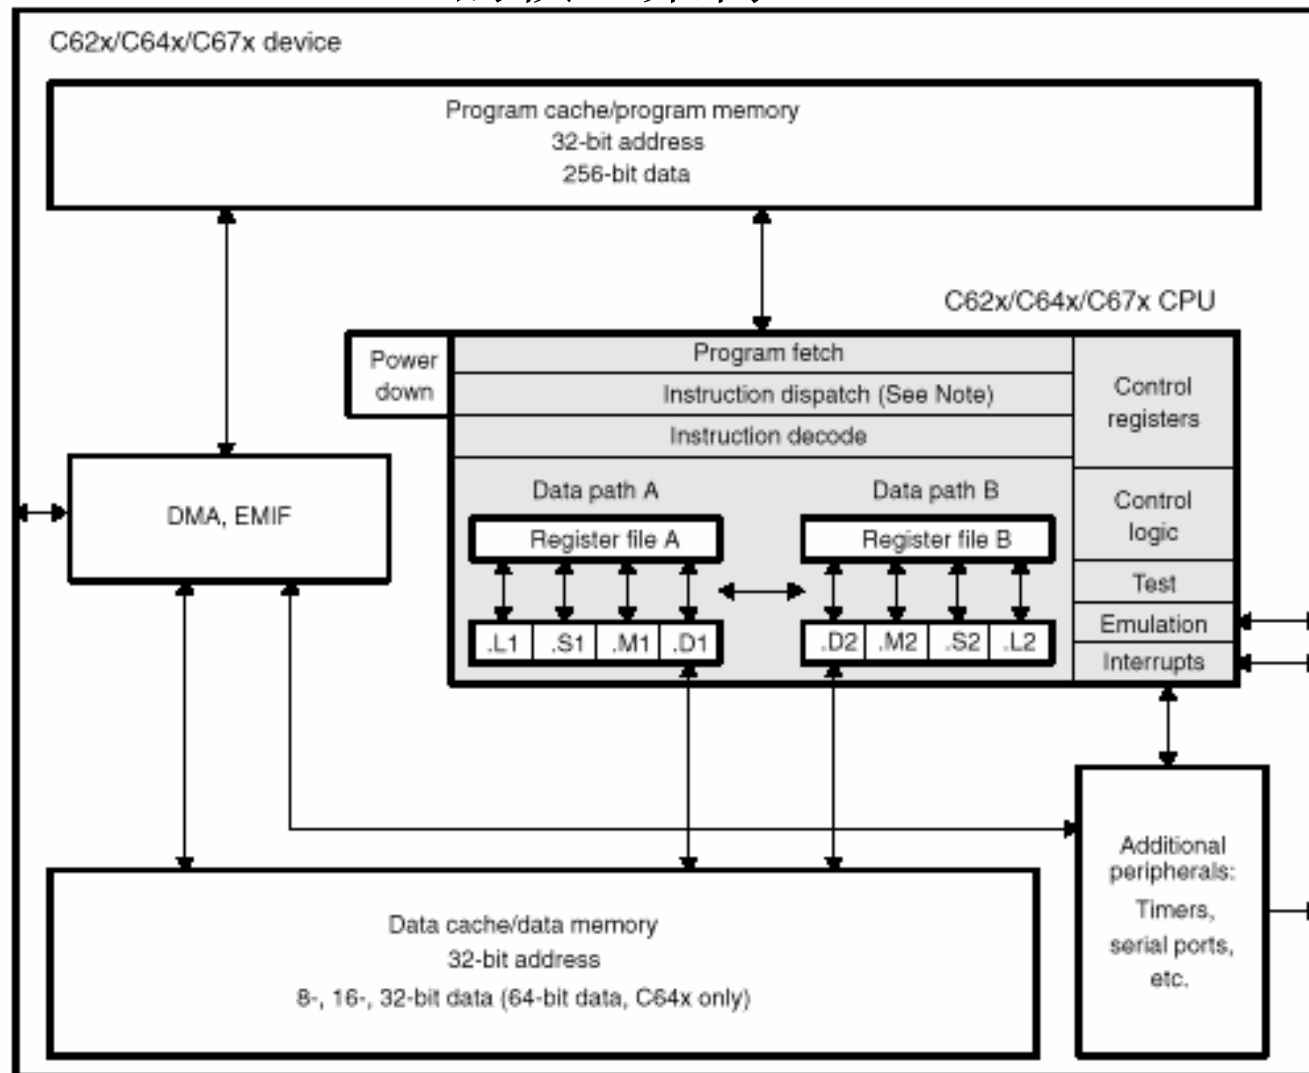 C62x/C64x/C67x device
Program cache/program memory
32-bit address
256-bit data
C62x/C64x/C67x CPU
Power
down
Program fetch
Instruction dispatch (See Note)
Instruction decode
Control
registers
Data path A
Data path B
Control
logic
Register file A
Register file B
DMA, EMIF
Test
Emulation
Interrupts
.L1 .S1 .M1 .D1
.D2 .M2 .S2 .L2
Additional
peripherals:
Timers,
serial ports,
etc.
Data cache/data memory
32-bit address
8-, 16-, 32-bit data (64-bit data, C64x only)